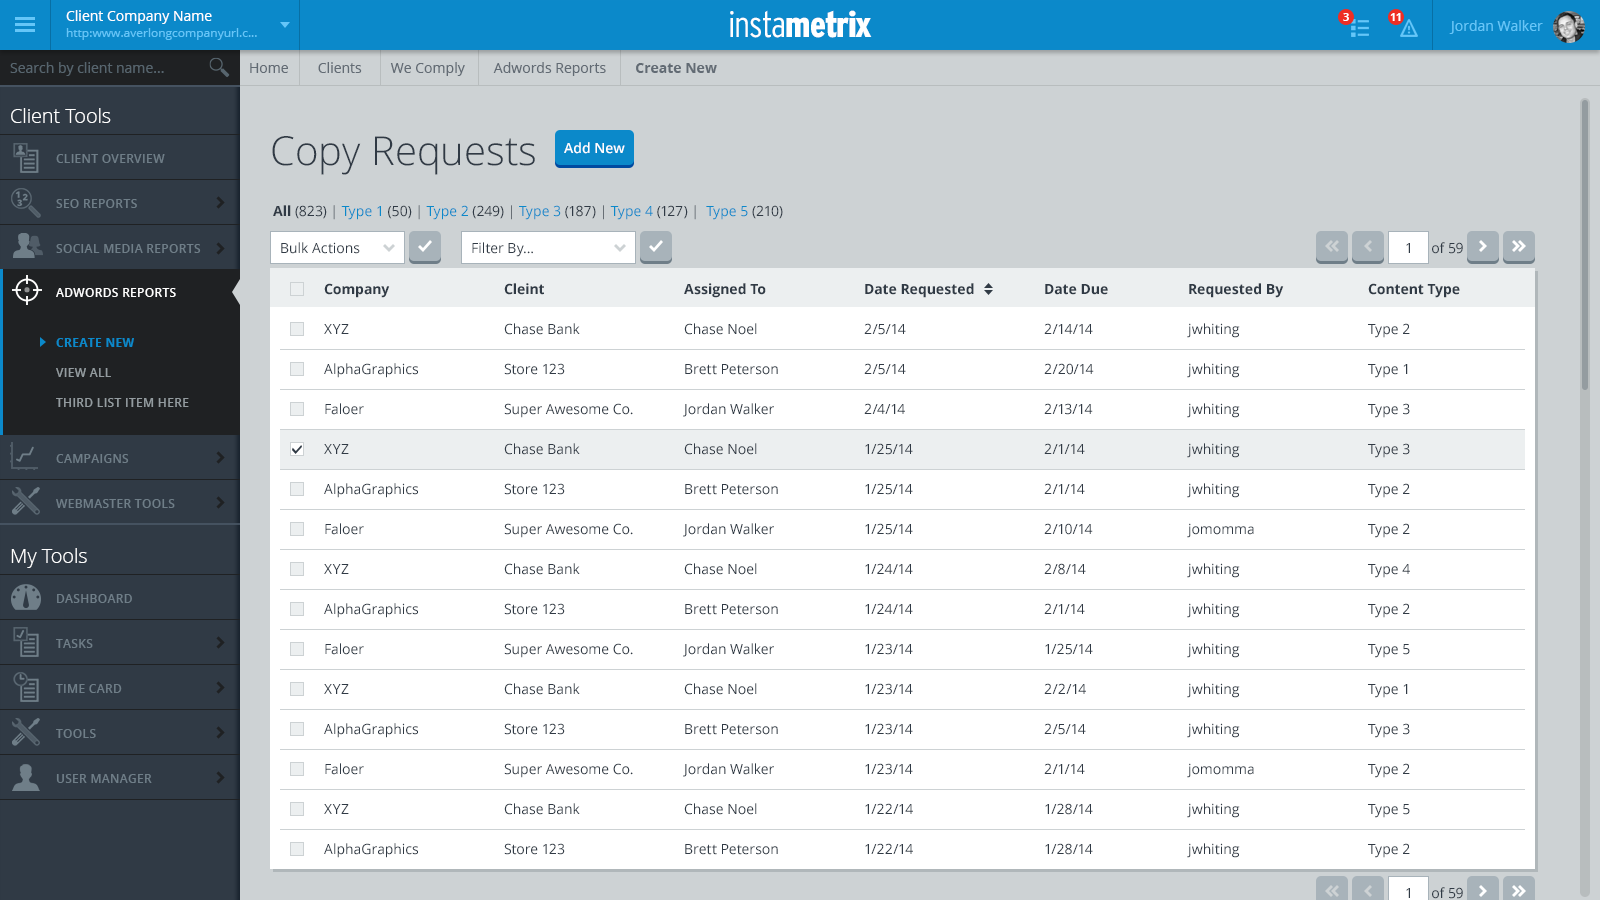 Client Company Name
http:www.averlongcompanyurl.c...
instametrix
3
11
Jordan Walker
Search by client name...
Home
Clients
We Comply
Adwords Reports
Create New
Client Tools
CLIENT OVERVIEW
123
SEO REPORTS
SOCIAL MEDIA REPORTS
ADWORDS REPORTS
CREATE NEW
VIEW ALL
THIRD LIST ITEM HERE
CAMPAIGNS
WEBMASTER TOOLS
My Tools
DASHBOARD
TASKS
TIME CARD
TOOLS
USER MANAGER
Copy Requests
Add New
All (823) | Type 1 (50) | Type 2 (249) | Type 3 (187) | Type 4 (127) | Type 5 (210)
Bulk Actions
Filter By...
1 of 59
Company Cleint Assigned To Date Requested Date Due Requested By Content Type
XYZ Chase Bank Chase Noel 2/5/14 2/14/14 jwhiting Type 2
AlphaGraphics Store 123 Brett Peterson 2/5/14 2/20/14 jwhiting Type 1
Faloer Super Awesome Co. Jordan Walker 2/4/14 2/13/14 jwhiting Type 3
XYZ Chase Bank Chase Noel 1/25/14 2/1/14 jwhiting Type 3
AlphaGraphics Store 123 Brett Peterson 1/25/14 2/1/14 jwhiting Type 2
Faloer Super Awesome Co. Jordan Walker 1/25/14 2/10/14 jomomma Type 2
XYZ Chase Bank Chase Noel 1/24/14 2/8/14 jwhiting Type 4
AlphaGraphics Store 123 Brett Peterson 1/24/14 2/1/14 jwhiting Type 2
Faloer Super Awesome Co. Jordan Walker 1/23/14 1/25/14 jwhiting Type 5
XYZ Chase Bank Chase Noel 1/23/14 2/2/14 jwhiting Type 1
AlphaGraphics Store 123 Brett Peterson 1/23/14 2/5/14 jwhiting Type 3
Faloer Super Awesome Co. Jordan Walker 1/23/14 2/1/14 jomomma Type 2
XYZ Chase Bank Chase Noel 1/22/14 1/28/14 jwhiting Type 5
AlphaGraphics Store 123 Brett Peterson 1/22/14 1/28/14 jwhiting Type 2
1 of 59